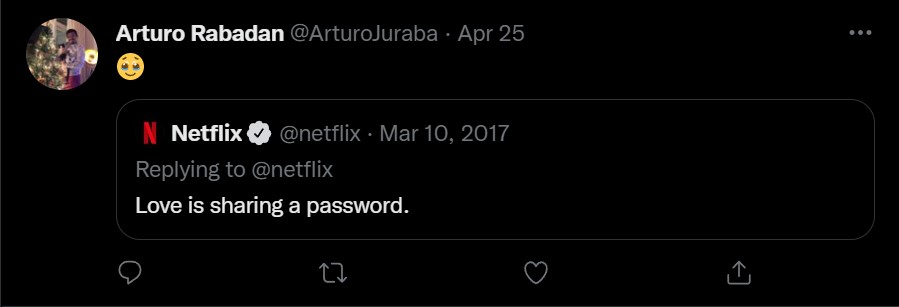 Arturo Rabadan @ArturoJuraba · Apr 25
🥹
Netflix @netflix · Mar 10, 2017
Replying to @netflix
Love is sharing a password.